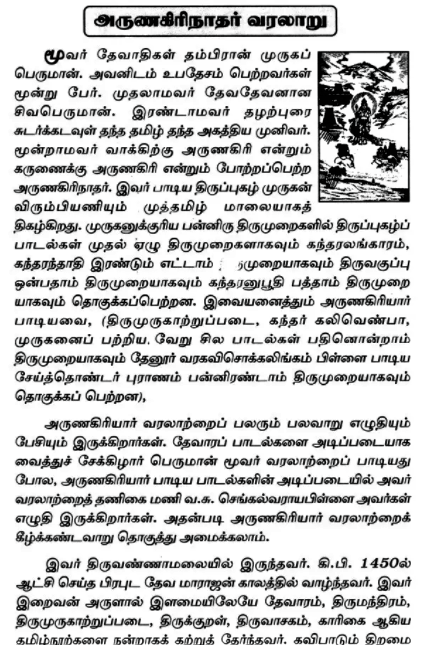 அருணகிரிநாதர் வரலாறு
மூவர் தேவாதிகள் தம்பிரான் முருகப்
பெருமான். அவனிடம் உபதேசம் பெற்றவர்கள்
மூன்று பேர். முதலாமவர் தேவதேவனான
சிவபெருமான். இரண்டாமவர் தழற்புரை
சுடர்க்கடவுள் தந்த தமிழ் தந்த அகத்திய முனிவர்.
மூன்றாமவர் வாக்கிற்கு அருணகிரி என்றும்
கருணைக்கு அருணகிரி என்றும் போற்றப்பெற்ற
அருணகிரிநாதர். இவர் பாடிய திருப்புகழ் முருகன்
விரும்பியணியும் முத்தமிழ் மாலையாகத்
திகழ்கிறது. முருகனுக்குரிய பன்னிரு திருமுறைகளில் திருப்புகழ்ப்
பாடல்கள் முதல் ஏழு திருமுறைகளாகவும் கந்தரலங்காரம்,
கந்தரந்தாதி இரண்டும் எட்டாம் முறையாகவும் திருவகுப்பு
ஒன்பதாம் திருமுறையாகவும் கந்தரனுபூதி பத்தாம் திருமுறை
யாகவும் தொகுக்கப்பெற்றன. இவையனைத்தும் அருணகிரியார்
பாடியவை, (திருமுருகாற்றுப்படை, கந்தர் கலிவெண்பா,
முருகனைப் பற்றிய வேறு சில பாடல்கள் பதினொன்றாம்
திருமுறையாகவும் தேனூர் வரகவிசொக்கலிங்கம் பிள்ளை பாடிய
சேய்த்தொண்டர் புராணம் பன்னிரண்டாம் திருமுறையாகவும்
தொகுக்கப் பெற்றன),
அருணகிரியார் வரலாற்றைப் பலரும் பலவாறு எழுதியும்
பேசியும் இருக்கிறார்கள். தேவாரப் பாடல்களை அடிப்படையாக
வைத்துச் சேக்கிழார் பெருமான் மூவர் வரலாற்றைப் பாடியது
போல, அருணகிரியார் பாடிய பாடல்களின் அடிப்படையில் அவர்
வரலாற்றைத் தணிகை மணி வ.சு. செங்கல்வராயபிள்ளை அவர்கள்
எழுதி இருக்கிறார்கள். அதன்படி அருணகிரியார் வரலாற்றைக்
கீழ்க்கண்டவாறு தொகுத்து அமைக்கலாம்.
இவர் திருவண்ணாமலையில் இருந்தவர். கி.பி. 1450ல்
ஆட்சி செய்த பிரபுட தேவ மாராஜன் காலத்தில் வாழ்ந்தவர். இவர்
இறைவன் அருளால் இளமையிலேயே தேவாரம், திருமந்திரம்,
திருமுருகாற்றுப்படை, திருக்குறள், திருவாசகம், காரிகை ஆகிய
தமிழ்நூற்களை நன்றாகக் கற்றுத் தேர்ந்தவர். கவிபாடும் திறமை